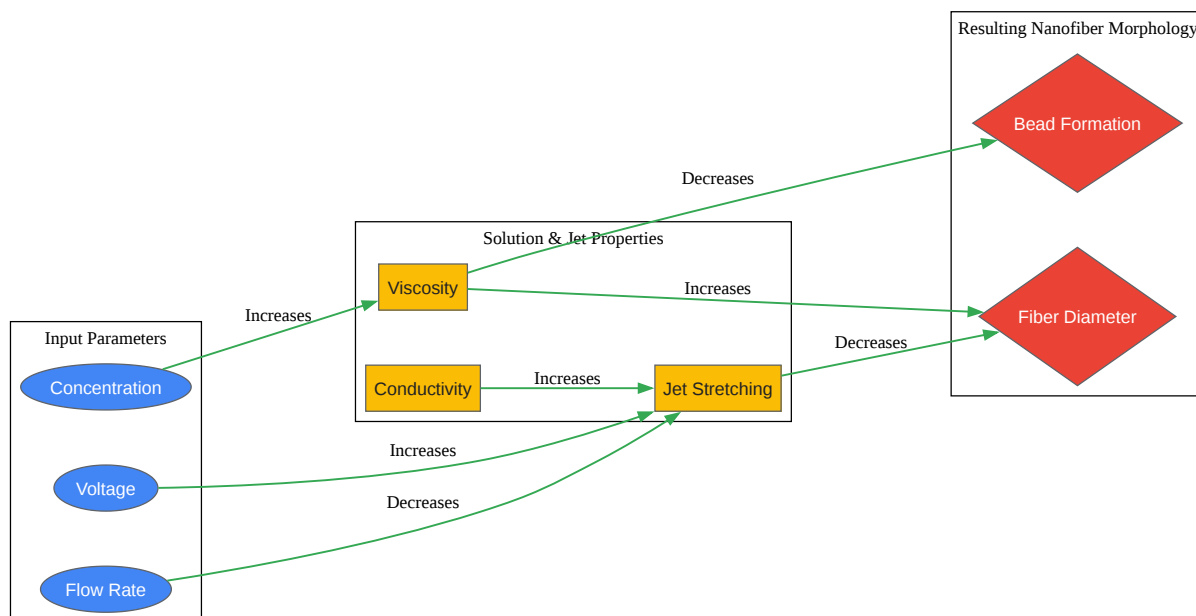 Resulting Nanofiber Morphology
Bead Formation
Decreases
Solution & Jet Properties
Viscosity
Increases
Increases
Fiber Diameter
Input Parameters
Concentration
Decreases
Conductivity
Increases
Jet Stretching
Increases
Voltage
Decreases
Flow Rate